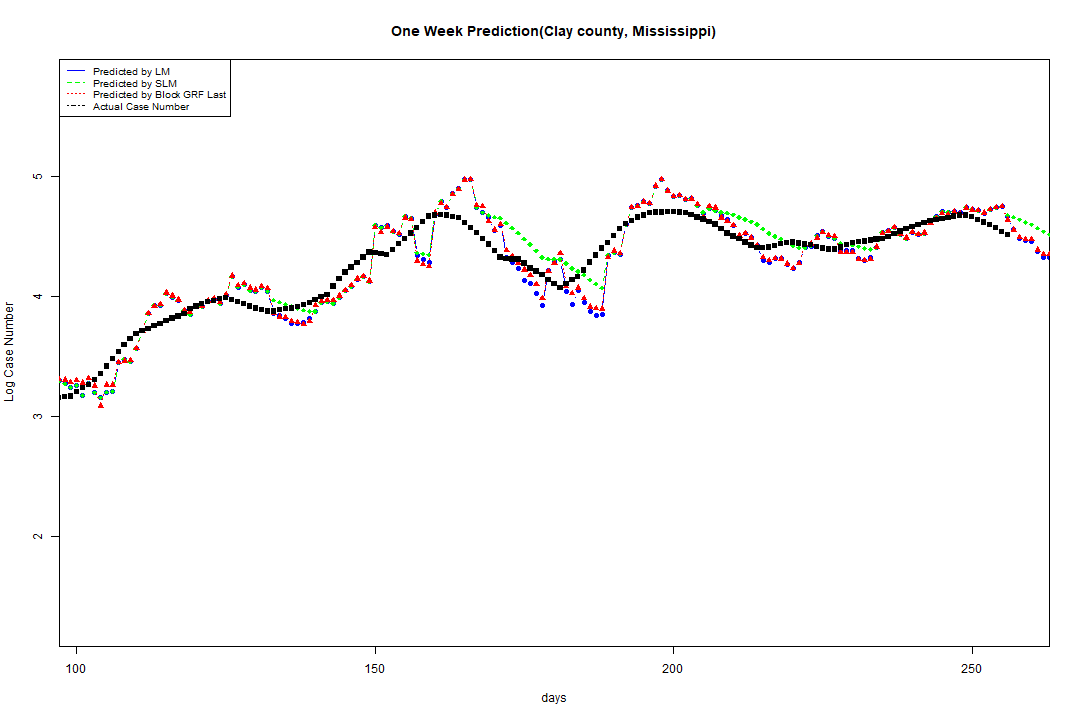 One Week Prediction(Clay county, Mississippi)
Predicted by LM
Predicted by SLM
Predicted by Block GRF Last
Actual Case Number
5
4
3
2
Log Case Number
100 150 200 250
days